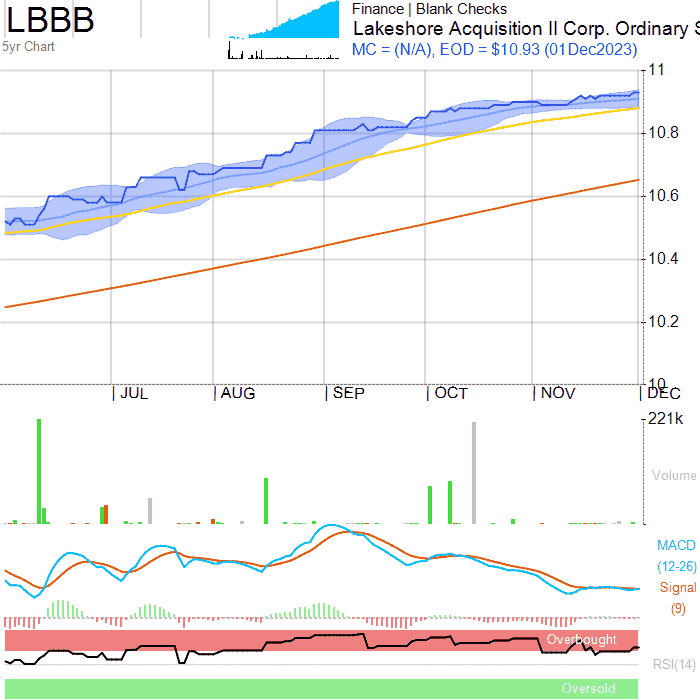 LBBB
5yr Chart
Finance | Blank Checks
Lakeshore Acquisition II Corp. Ordinary S
MC = (N/A), EOD = $10.93 (01Dec2023)
11
10.8
10.6
10.4
10.2
10
JUL
AUG
SEP
OCT
NOV
DEC
221k
Volume
MACD
(12-26)
Signal
(9)
Overbought
RSI(14)
Oversold